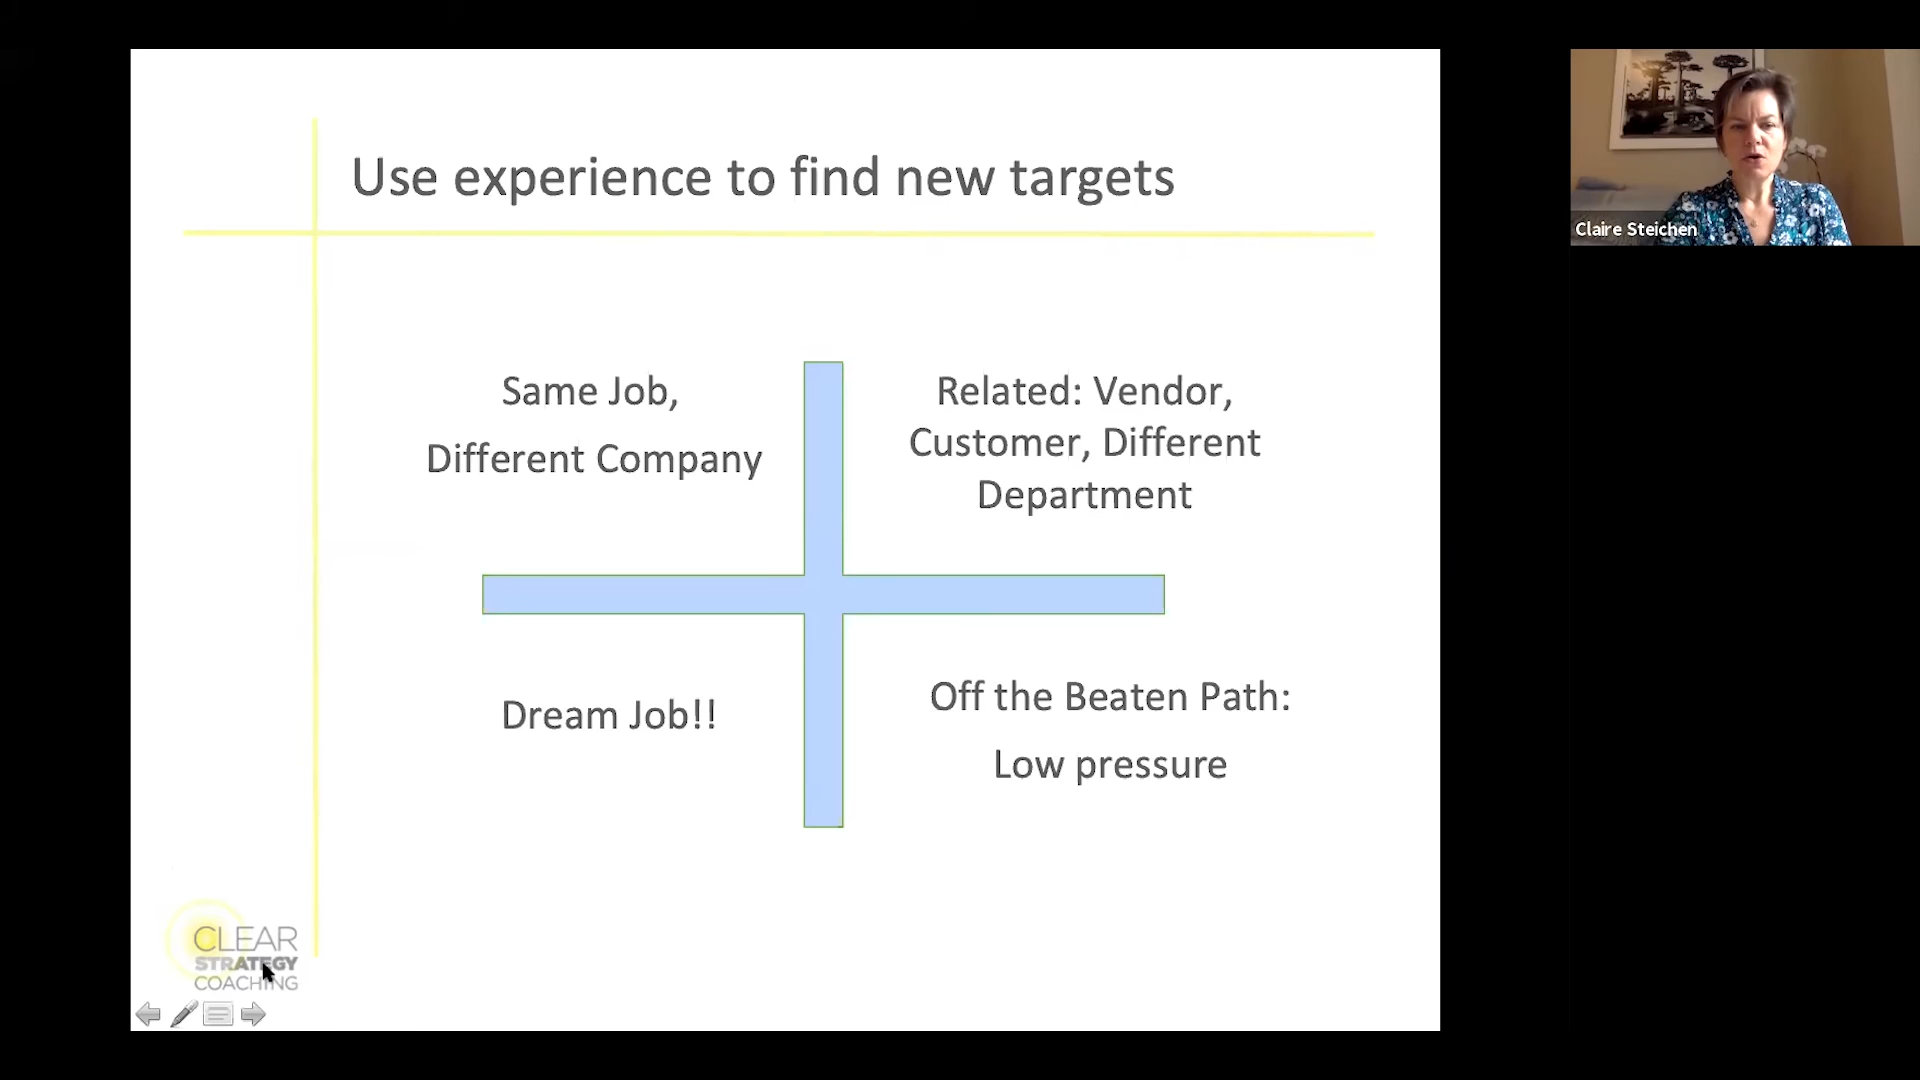 Use experience to find new targets
Same Job,
Different Company
Related: Vendor,
Customer, Different
Department
Dream Job!!
Off the Beaten Path:
Low pressure
CLEAR
STRATEGY
COACHING
Claire Steichen